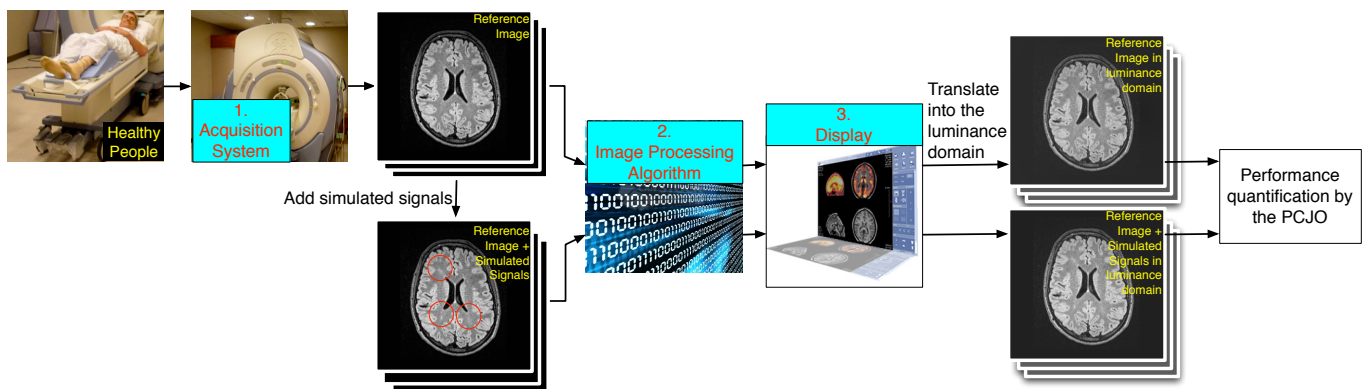 Healthy
People
1.
Acquisition
System
Reference
Image
Add simulated signals
Reference
Image +
Simulated
Signals
2.
Image Processing
Algorithm
3.
Display
Translate
into the
luminance
domain
Reference
Image in
luminance
domain
Reference
Image +
Simulated
Signals in
luminance
domain
Performance
quantification by
the PCJO